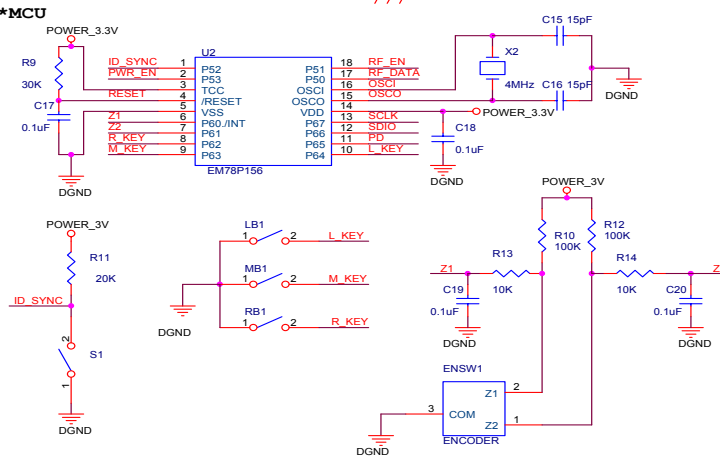 *MCU
POWER_3.3V
C15 15pF
R9
30K
U2
X2
4MHz
ID_SYNC 1 P52 P51 18 RF_EN
PWR_EN 2 P53 P50 17 RF_DATA
3 TCC OSCI 16 OSCI
RESET 4 /RESET OSCO 15 OSCO
5 VSS VDD 14 POWER_3.3V
Z1 6 P60./INT P67 13 SCLK
Z2 7 P61 P66 12 SDIO
R_KEY 8 P62 P65 11 PD
M_KEY 9 P63 P64 10 L_KEY
EM78P156
C16 15pF
DGND
C17
0.1uF
DGND
C18
0.1uF
DGND
POWER_3V
R11
20K
ID_SYNC
2
S1
1
DGND
LB1
1 2 L_KEY
MB1
1 2 M_KEY
RB1
1 2 R_KEY
DGND
POWER_3V
R10
100K
R12
100K
Z1
R13
10K
R14
10K
Z
C19
0.1uF
DGND
C20
0.1uF
DGND
ENSW1
Z1 2
3 COM
Z2 1
ENCODER
DGND